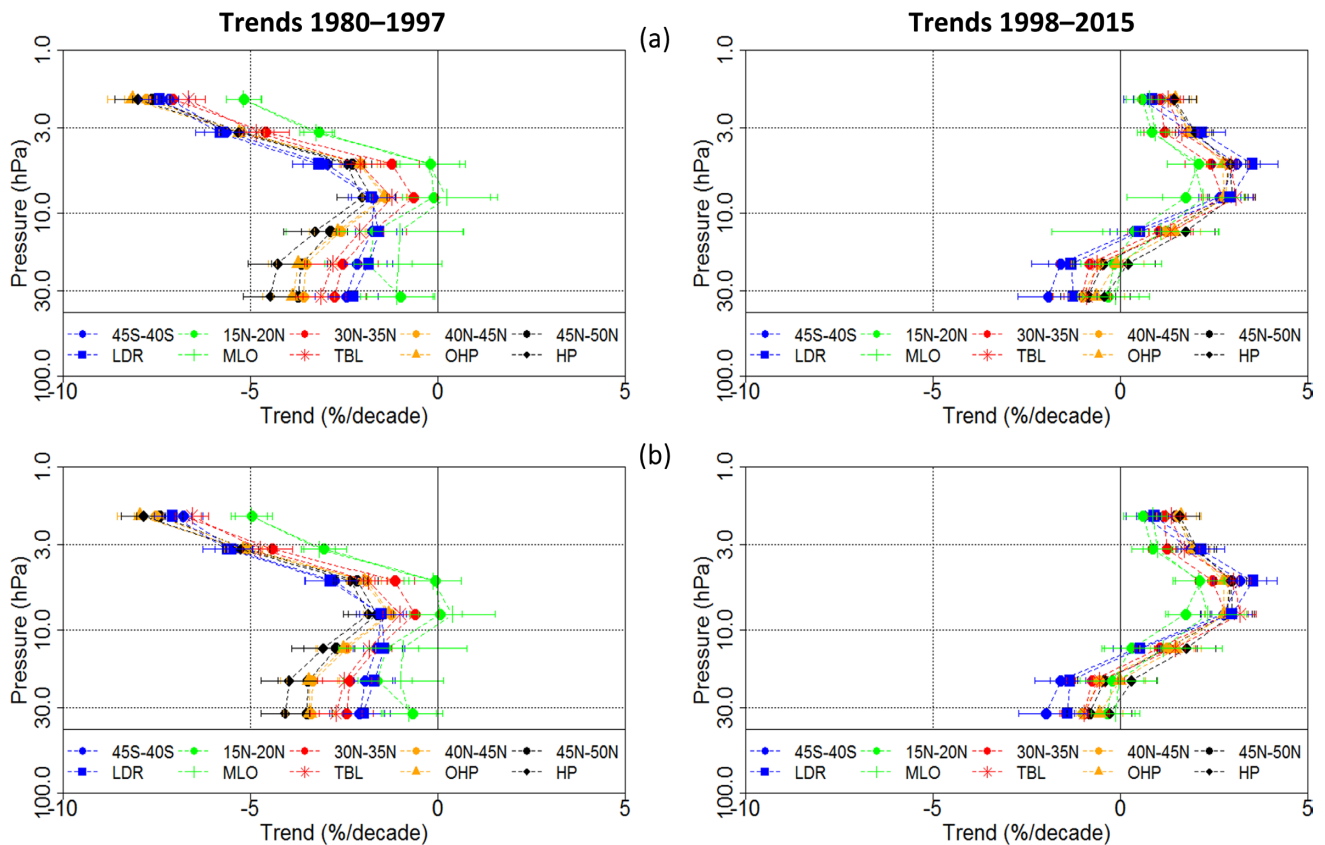 Trends 1980–1997
Trends 1998–2015
(a)
Pressure (hPa)
1.0
3.0
10.0
30.0
100.0
45S-40S 15N-20N 30N-35N 40N-45N 45N-50N
LDR MLO TBL OHP HP
-10 -5 0 5
Trend (%/decade)
Pressure (hPa)
1.0
3.0
10.0
30.0
100.0
45S-40S 15N-20N 30N-35N 40N-45N 45N-50N
LDR MLO TBL OHP HP
-10 -5 0 5
Trend (%/decade)
(b)
Pressure (hPa)
1.0
3.0
10.0
30.0
100.0
45S-40S 15N-20N 30N-35N 40N-45N 45N-50N
LDR MLO TBL OHP HP
-10 -5 0 5
Trend (%/decade)
Pressure (hPa)
1.0
3.0
10.0
30.0
100.0
45S-40S 15N-20N 30N-35N 40N-45N 45N-50N
LDR MLO TBL OHP HP
-10 -5 0 5
Trend (%/decade)